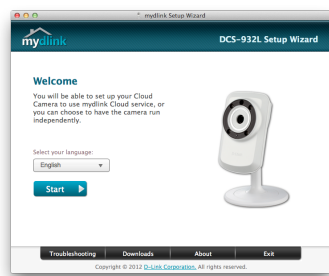 mydlink Setup Wizard
mydlink
DCS-932L Setup Wizard
Welcome
You will be able to set up your Cloud
Camera to use mydlink Cloud service, or
you can choose to have the camera run
independently.
Select your language:
English
Start
Troubleshooting Downloads About Exit
Copyright © 2012 D-Link Corporation. All rights reserved.